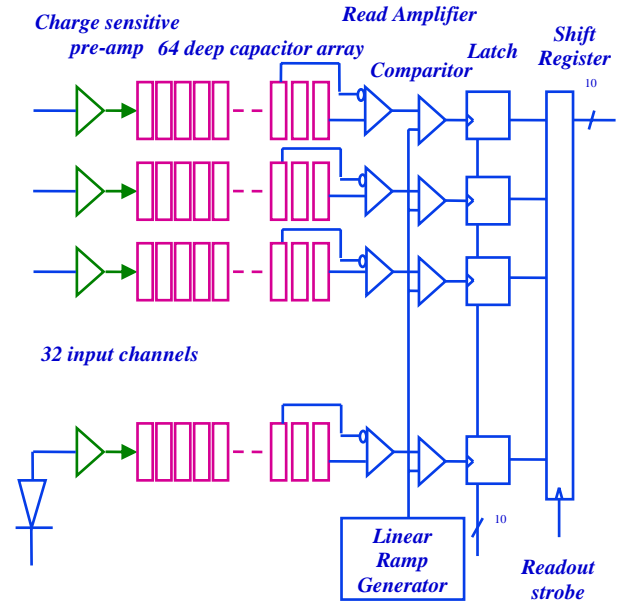 Read Amplifier
Charge sensitive
pre-amp
64 deep capacitor array
Comparitor
Latch
Shift
Register
10
32 input channels
10
Linear
Ramp
Generator
Readout
strobe